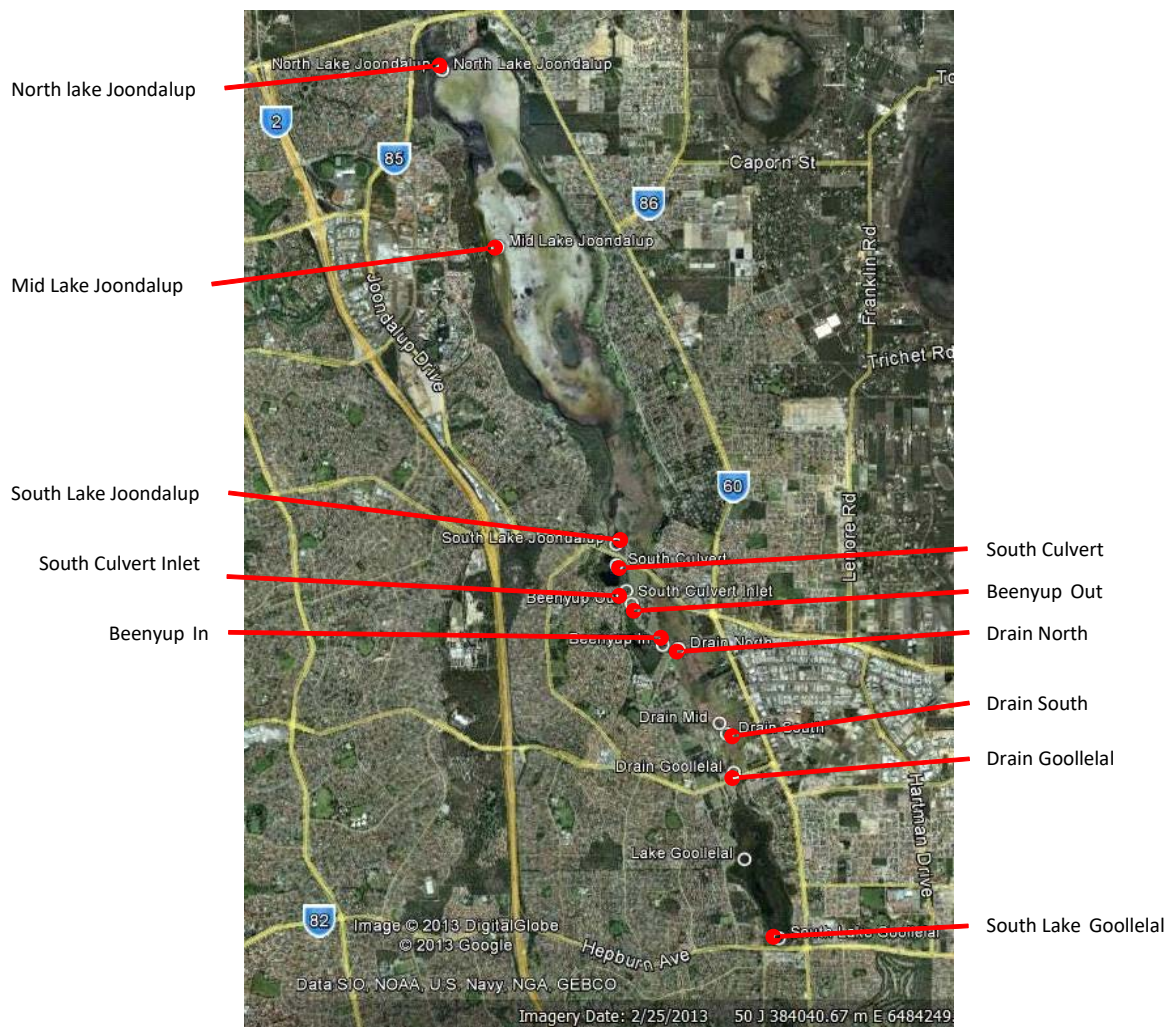 North lake Joondalup
Mid Lake Joondalup
South Lake Joondalup
South Culvert Inlet
Beenyup In
North Lake Joondalup
North Lake Joondalup
2
85
Caporn St
86
Mid Lake Joondalup
Franklin Rd
Joondalup Drive
Trichet Rd
60
Lenore Rd
South Lake Joondalup
South Culvert
South Culvert Inlet
Beenyup Out
Beenyup In
Drain North
Drain Mid
Drain South
Drain Goollelal
Hartman Drive
Lake Goollelal
82
South Lake Goollelal
Hepburn Ave
Image © 2013 DigitalGlobe
© 2013 Google
Data SIO, NOAA, U.S. Navy, NGA, GEBCO
Imagery Date: 2/25/2013 50 J 384040.67 m E 6484249.
South Culvert
Beenyup Out
Drain North
Drain South
Drain Goollelal
South Lake Goollelal